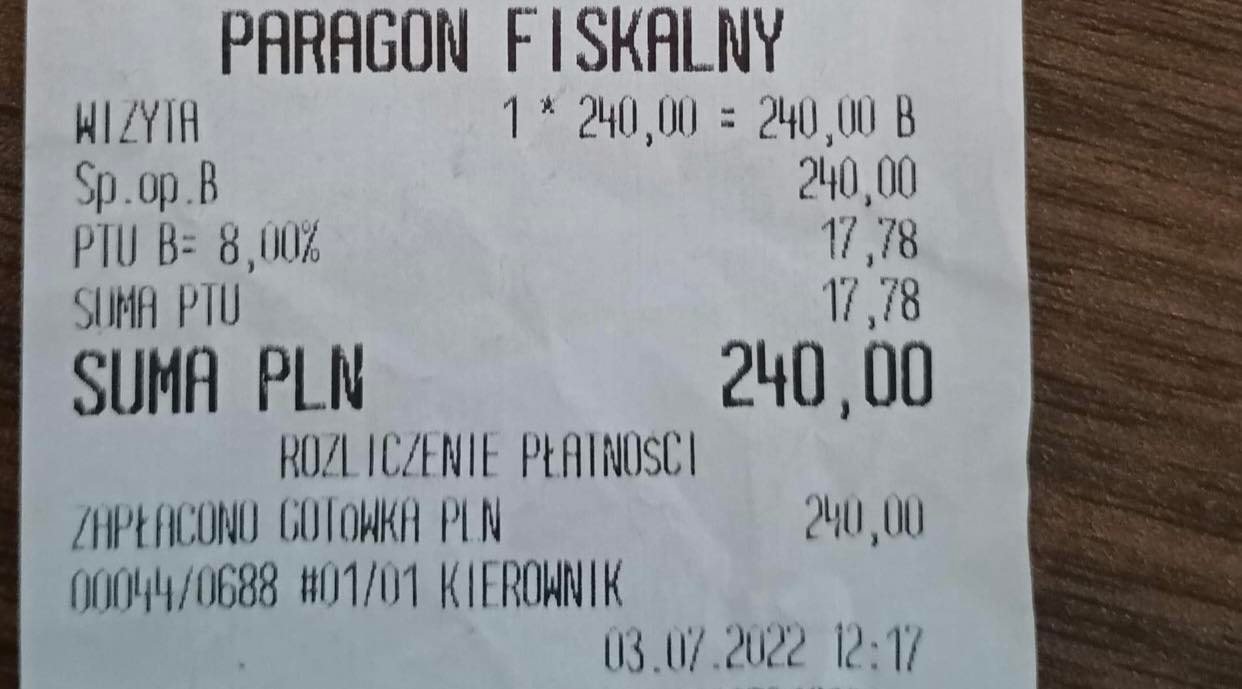 PARAGON FISKALNY
WIZYTA 1 * 240,00 = 240,00 B
Sp.op.B 240,00
PTU B= 8,00% 17,78
SUMA PTU 17,78
SUMA PLN 240,00
ROZLICZENIE PŁATNOŚCI
ZAPŁACONO GOTÓWKA PLN 240,00
00044/0688 #01/01 KIEROWNIK
03.07.2022 12:17